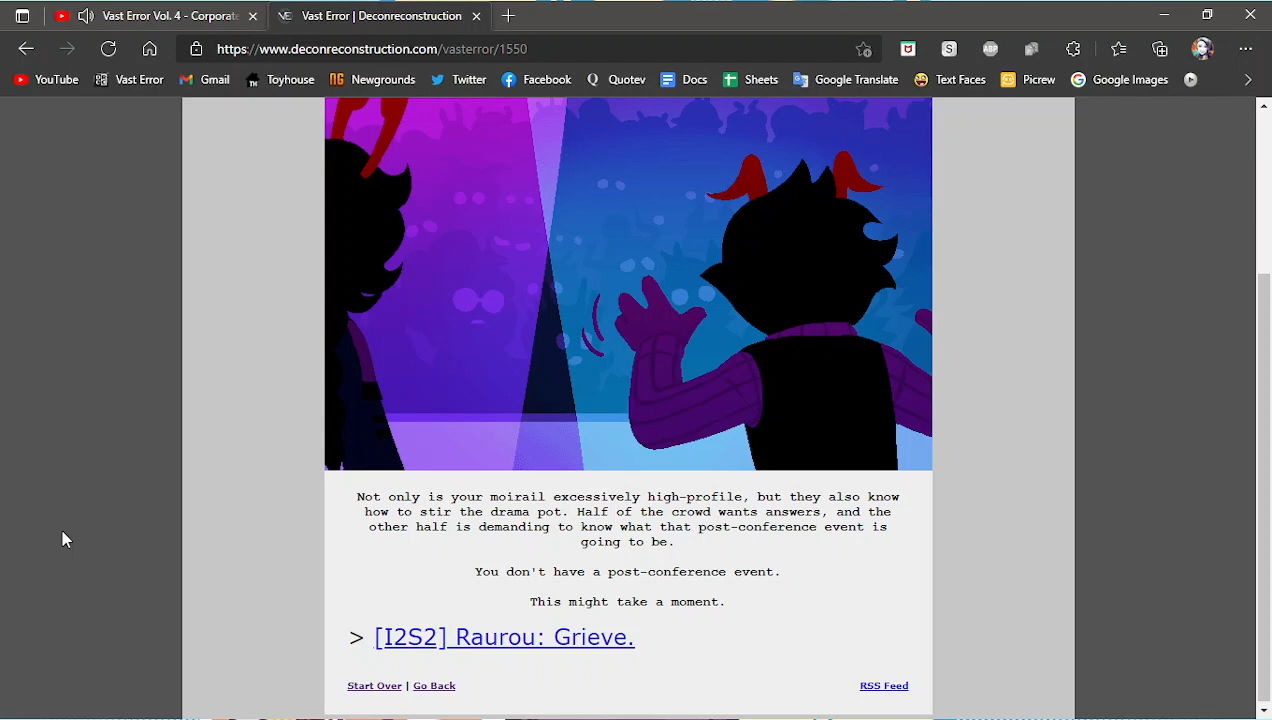 Vast Error Vol. 4 - Corporate
Vast Error | Deconreconstruction
https://www.deconreconstruction.com/vasterror/1550
S
ABP
YouTube
Vast Error
Gmail
Toyhouse
NG Newgrounds
Twitter
Facebook
Q Quotev
Docs
Sheets
Google Translate
Text Faces
Picrew
Google Images
Not only is your moirail excessively high-profile, but they also know
how to stir the drama pot. Half of the crowd wants answers, and the
other half is demanding to know what that post-conference event is
going to be.
You don't have a post-conference event.
This might take a moment.
> [I2S2] Raurou: Grieve.
Start Over | Go Back
RSS Feed